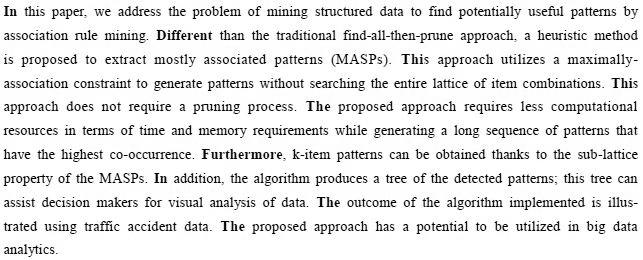 In this paper, we address the problem of mining structured data to find potentially useful patterns by
association rule mining. Different than the traditional find-all-then-prune approach, a heuristic method
is proposed to extract mostly associated patterns (MASPs). This approach utilizes a maximally-
association constraint to generate patterns without searching the entire lattice of item combinations. This
approach does not require a pruning process. The proposed approach requires less computational
resources in terms of time and memory requirements while generating a long sequence of patterns that
have the highest co-occurrence. Furthermore, k-item patterns can be obtained thanks to the sub-lattice
property of the MASPs. In addition, the algorithm produces a tree of the detected patterns; this tree can
assist decision makers for visual analysis of data. The outcome of the algorithm implemented is illus-
trated using traffic accident data. The proposed approach has a potential to be utilized in big data
analytics.